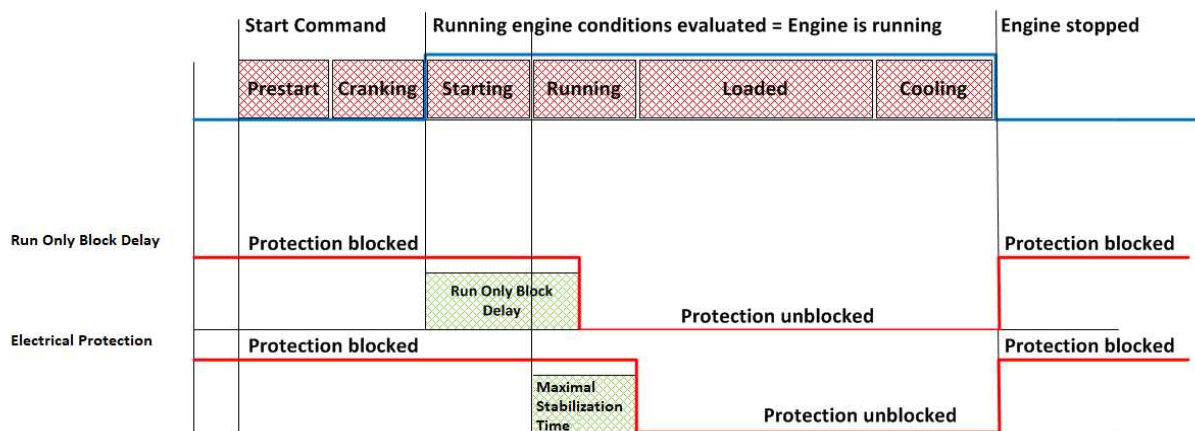 Start Command Running engine conditions evaluated = Engine is running Engine stopped
Prestart Cranking Starting Running Loaded Cooling
Run Only Block Delay
Protection blocked Protection blocked
Run Only Block
Delay
Protection unblocked
Electrical Protection
Protection blocked Protection blocked
Maximal
Stabilization
Time
Protection unblocked